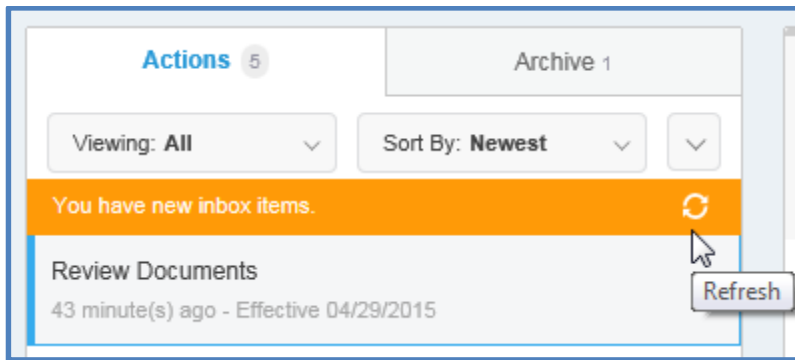 Actions 5 Archive 1
Viewing: All Sort By: Newest
You have new inbox items.
Review Documents
Refresh
43 minute(s) ago - Effective 04/29/2015